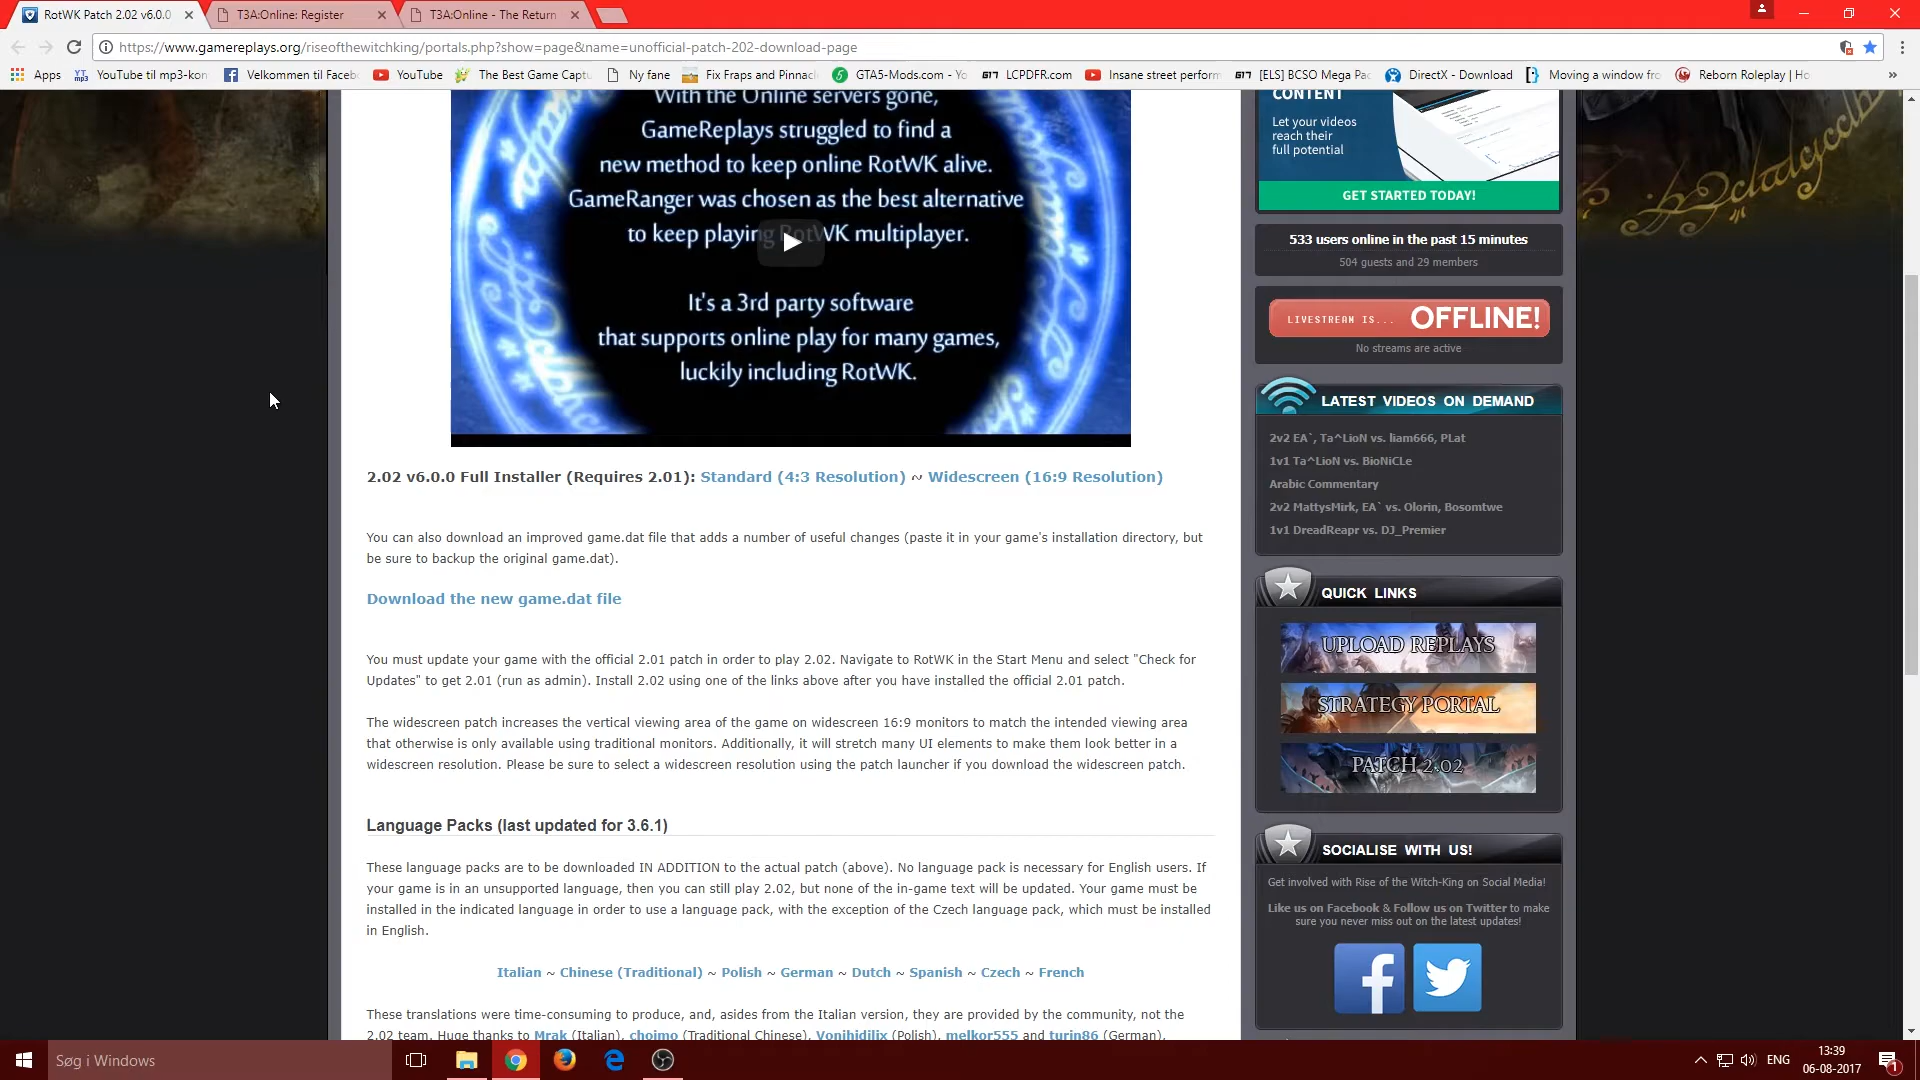 RotWK Patch 2.02 v6.0.0
T3A:Online: Register
T3A:Online - The Return
https://www.gamereplays.org/riseofthewitchking/portals.php?show=page&name=unofficial-patch-202-download-page
Apps
YouTube til mp3-kon
Velkommen til Faceb
YouTube
The Best Game Captu
Ny fane
Fix Fraps and Pinnacl
GTA5-Mods.com - Yo
LCPDFR.com
Insane street perform
[ELS] BCSO Mega Pac
DirectX - Download
Moving a window fro
Reborn Roleplay | Ho
With the Online servers gone,
GameReplays struggled to find a
new method to keep online RotWK alive.
GameRanger was chosen as the best alternative
to keep playing RotWK multiplayer.
It's a 3rd party software
that supports online play for many games,
luckily including RotWK.
2.02 v6.0.0 Full Installer (Requires 2.01): Standard (4:3 Resolution) ~ Widescreen (16:9 Resolution)
You can also download an improved game.dat file that adds a number of useful changes (paste it in your game's installation directory, but
be sure to backup the original game.dat).
Download the new game.dat file
You must update your game with the official 2.01 patch in order to play 2.02. Navigate to RotWK in the Start Menu and select "Check for
Updates" to get 2.01 (run as admin). Install 2.02 using one of the links above after you have installed the official 2.01 patch.
The widescreen patch increases the vertical viewing area of the game on widescreen 16:9 monitors to match the intended viewing area
that otherwise is only available using traditional monitors. Additionally, it will stretch many UI elements to make them look better in a
widescreen resolution. Please be sure to select a widescreen resolution using the patch launcher if you download the widescreen patch.
Language Packs (last updated for 3.6.1)
These language packs are to be downloaded IN ADDITION to the actual patch (above). No language pack is necessary for English users. If
your game is in an unsupported language, then you can still play 2.02, but none of the in-game text will be updated. Your game must be
installed in the indicated language in order to use a language pack, with the exception of the Czech language pack, which must be installed
in English.
Italian ~ Chinese (Traditional) ~ Polish ~ German ~ Dutch ~ Spanish ~ Czech ~ French
These translations were time-consuming to produce, and, asides from the Italian version, they are provided by the community, not the
2.02 team. Huge thanks to Mrak (Italian), choimo (Traditional Chinese), Vonihidilix (Polish), melkor555 and turin86 (German),
CONTENT
Let your videos
reach their
full potential
GET STARTED TODAY!
533 users online in the past 15 minutes
504 guests and 29 members
LIVESTREAM IS... OFFLINE!
No streams are active
LATEST VIDEOS ON DEMAND
2v2 EA`, Ta^LioN vs. liam666, PLat
1v1 Ta^LioN vs. BioNiCLe
Arabic Commentary
2v2 MattysMirk, EA` vs. Olorin, Bosomtwe
1v1 DreadReapr vs. DJ_Premier
QUICK LINKS
UPLOAD REPLAYS
STRATEGY PORTAL
PATCH 2.02
SOCIALISE WITH US!
Get involved with Rise of the Witch-King on Social Media!
Like us on Facebook & Follow us on Twitter to make
sure you never miss out on the latest updates!
Søg i Windows
ENG
13:39
06-08-2017
1